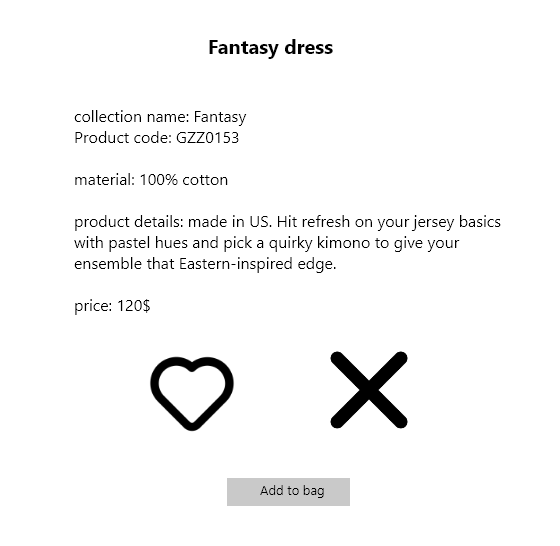 Fantasy dress
collection name: Fantasy
Product code: GZZ0153
material: 100% cotton
product details: made in US. Hit refresh on your jersey basics
with pastel hues and pick a quirky kimono to give your
ensemble that Eastern-inspired edge.
price: 120$
Add to bag